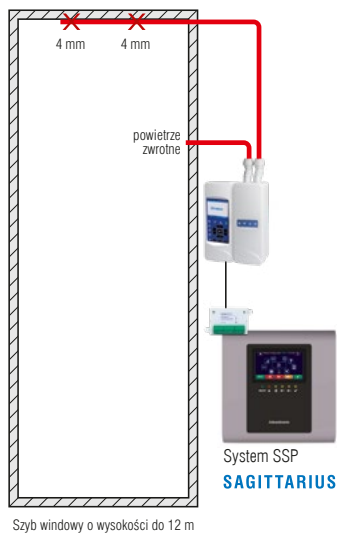 4 mm
4 mm
powietrze
zwrotne
System SSP
SAGITTARIUS
Szyb windowy o wysokości do 12 m